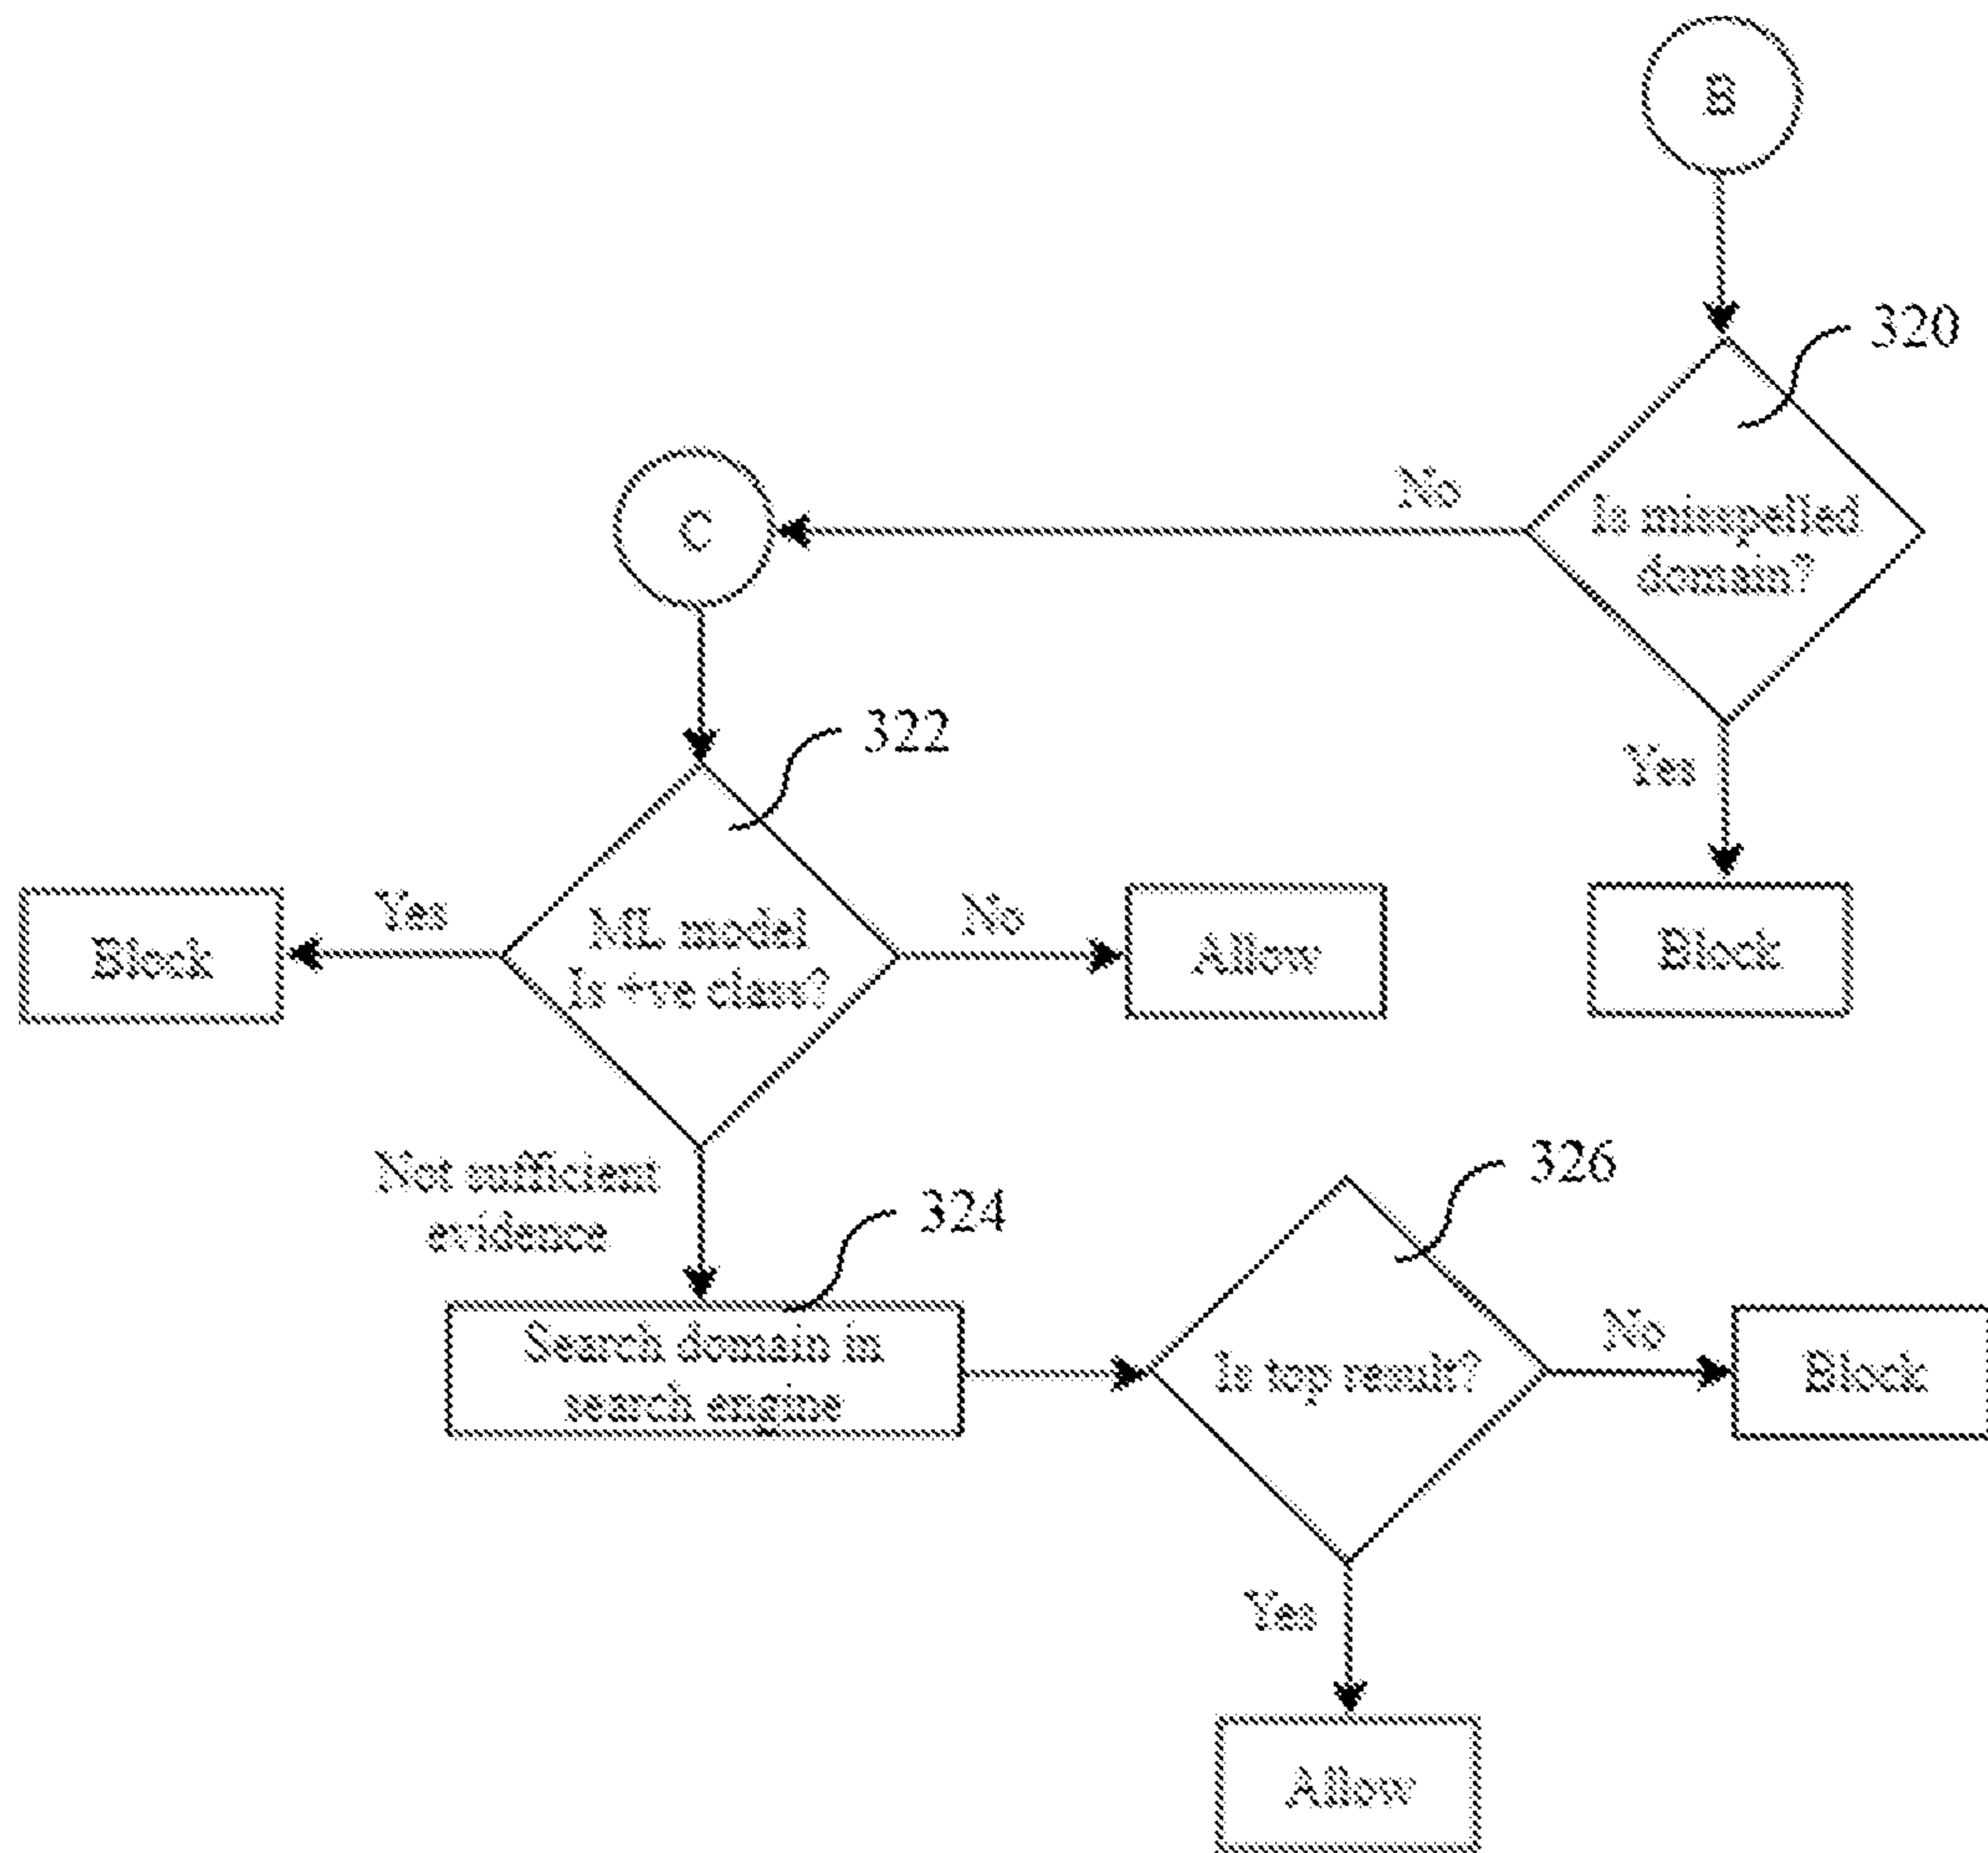 B
320
Is misspelled
domain?
No
Yes
Block
C
322
ML model
Is +ve class?
Yes
Block
No
Allow
Not sufficient
evidence
324
Search domain in
search engine
326
Is top result?
No
Block
Yes
Allow